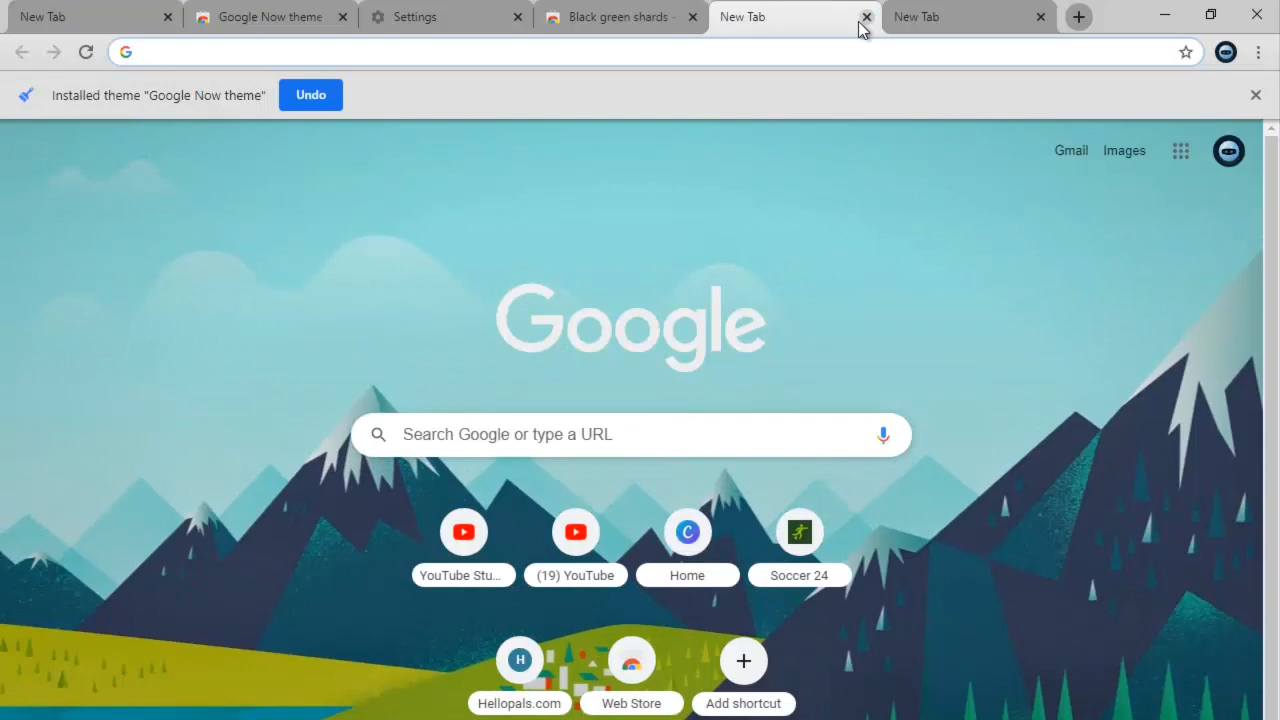 New Tab
Google Now theme
Settings
Black green shards -
New Tab
New Tab
Installed theme "Google Now theme"
Undo
Gmail
Images
Google
Search Google or type a URL
YouTube Stu...
(19) YouTube
Home
Soccer 24
H
Hellopals.com
Web Store
Add shortcut